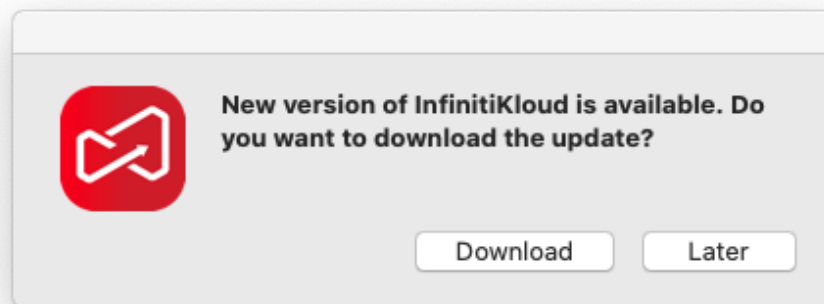 New version of InfinitiKloud is available. Do
you want to download the update?
Download
Later